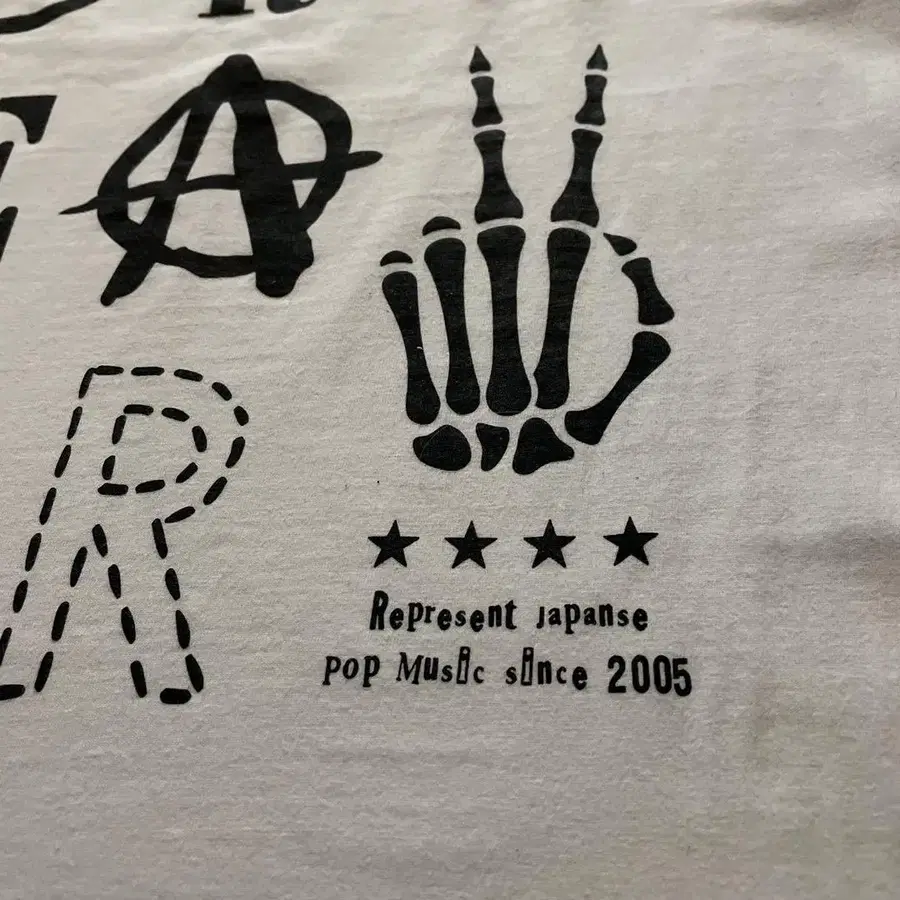 A
R
Represent Japanse
Pop Music since 2005